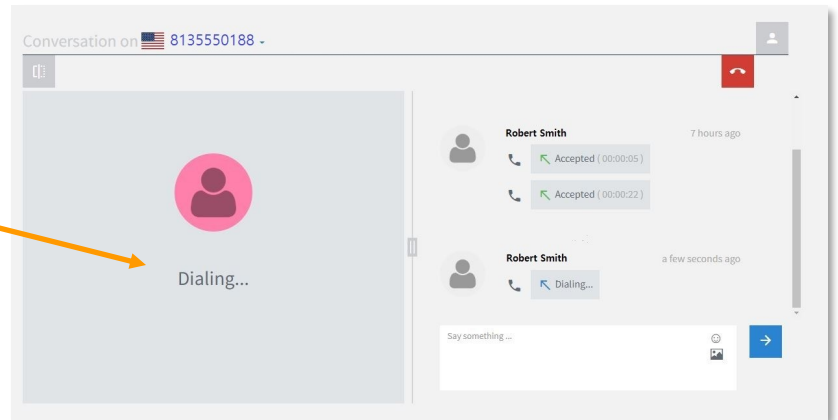 Conversation on 8135550188
Dialing...
Robert Smith 7 hours ago
Accepted ( 00:00:05 )
Accepted ( 00:00:22 )
Robert Smith a few seconds ago
Dialing...
Say something ...